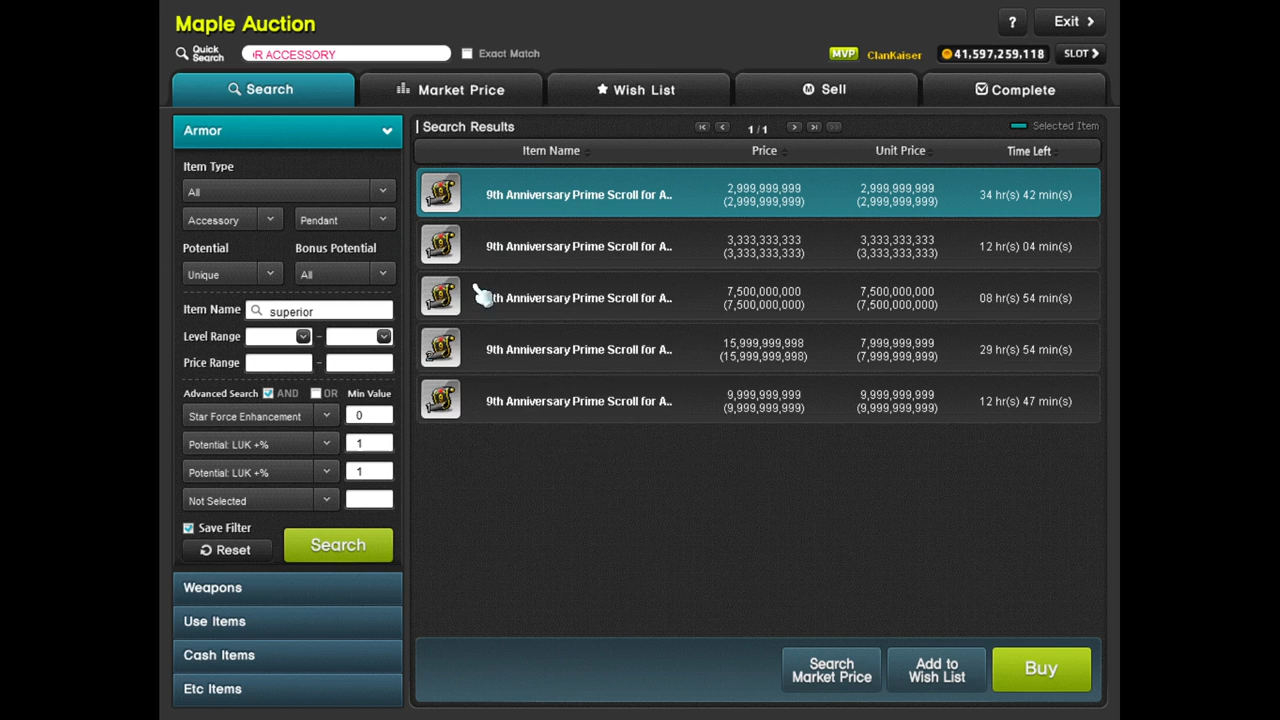 Maple Auction
? Exit
Quick Search R ACCESSORY Exact Match
MVP ClanKaiser 41,597,259,118 SLOT
Search Market Price Wish List Sell Complete
Armor
Item Type
All
Accessory Pendant
Potential Bonus Potential
Unique All
Item Name superior
Level Range –
Price Range –
Advanced Search AND OR Min Value
Star Force Enhancement 0
Potential: LUK +% 1
Potential: LUK +% 1
Not Selected
Save Filter
Reset Search
Weapons
Use Items
Cash Items
Etc Items
Search Results 1 / 1 Selected Item
Item Name Price Unit Price Time Left
9th Anniversary Prime Scroll for A.. 2,999,999,999 2,999,999,999 34 hr(s) 42 min(s)
(2,999,999,999) (2,999,999,999)
9th Anniversary Prime Scroll for A.. 3,333,333,333 3,333,333,333 12 hr(s) 04 min(s)
(3,333,333,333) (3,333,333,333)
th Anniversary Prime Scroll for A.. 7,500,000,000 7,500,000,000 08 hr(s) 54 min(s)
(7,500,000,000) (7,500,000,000)
9th Anniversary Prime Scroll for A.. 15,999,999,998 7,999,999,999 29 hr(s) 54 min(s)
(15,999,999,998) (7,999,999,999)
9th Anniversary Prime Scroll for A.. 9,999,999,999 9,999,999,999 12 hr(s) 47 min(s)
(9,999,999,999) (9,999,999,999)
Search Market Price
Add to Wish List
Buy